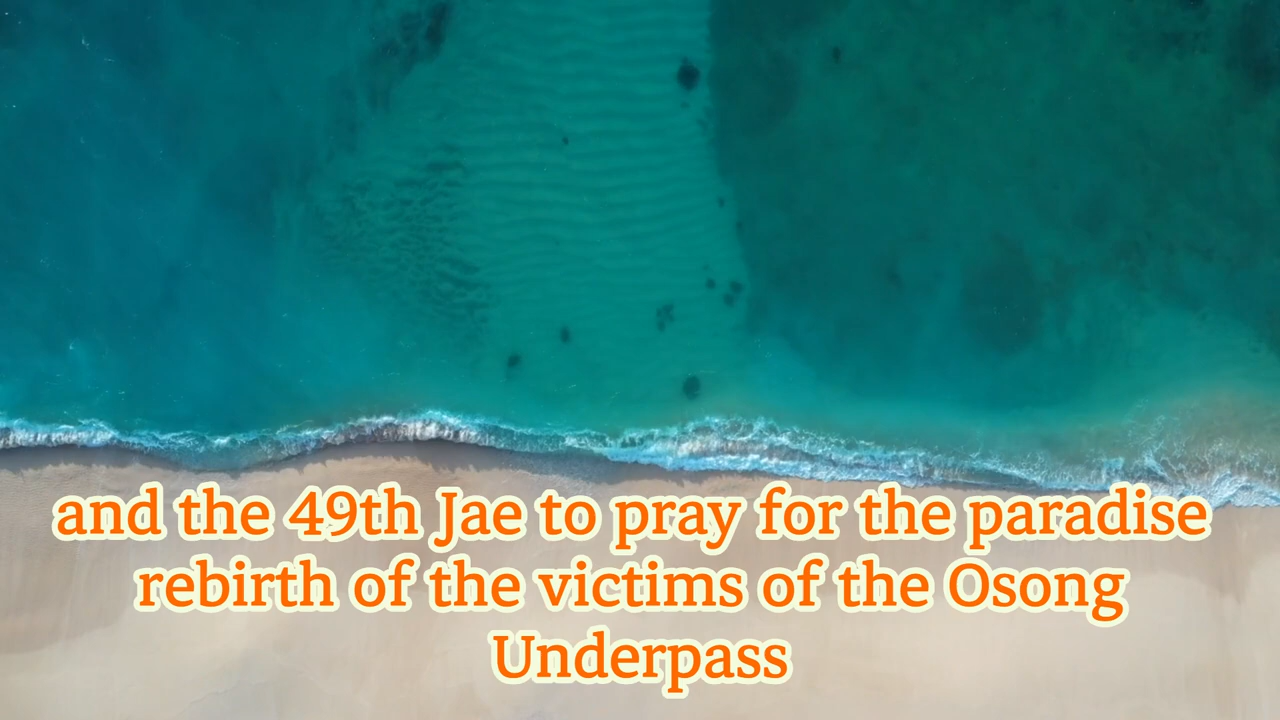 and the 49th Jae to pray for the paradise
rebirth of the victims of the Osong
Underpass